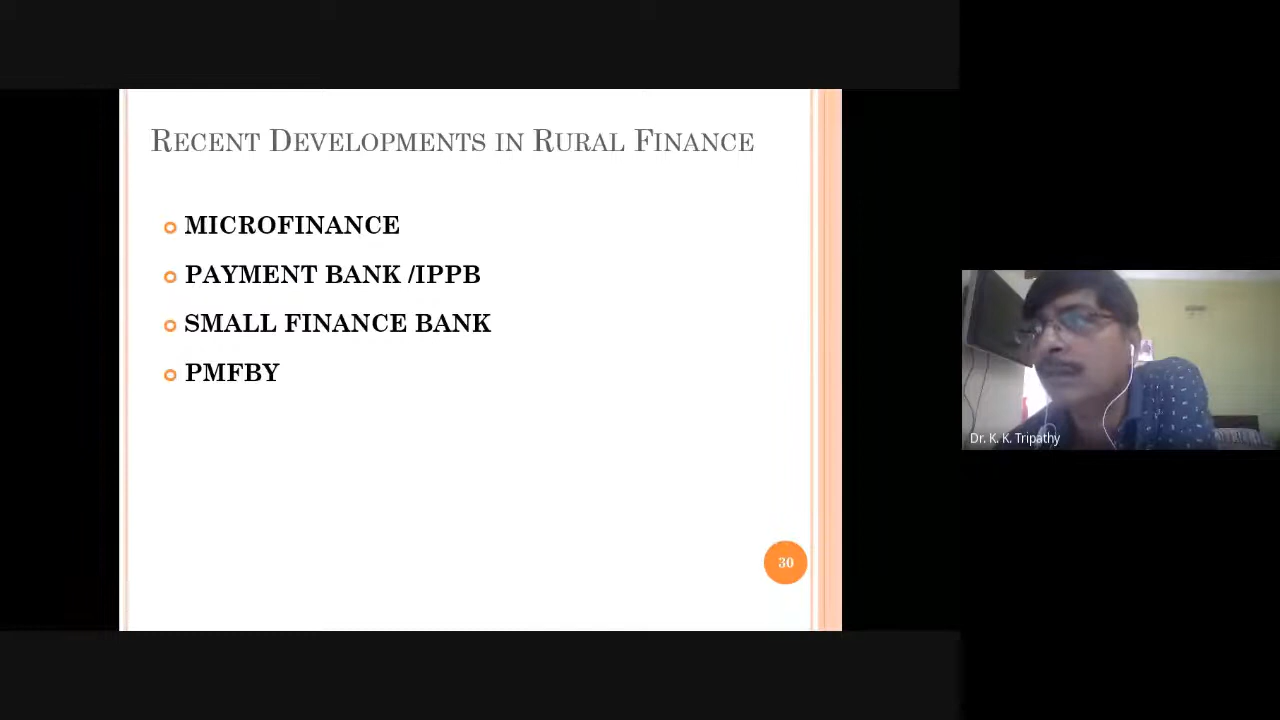 Recent Developments in Rural Finance
MICROFINANCE
PAYMENT BANK /IPPB
SMALL FINANCE BANK
PMFBY
30
Dr. K. K. Tripathy